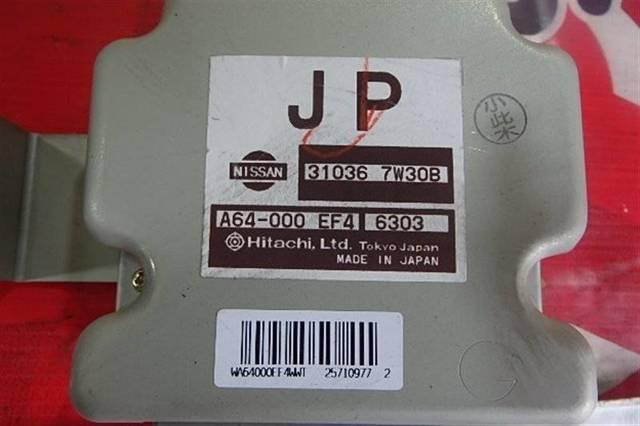 JP
小柴
NISSAN 31036 7W30B
A64-000 EF4 6303
Hitachi, Ltd. Tokyo Japan
MADE IN JAPAN
WA64000EF4WWT 25710977 2
G